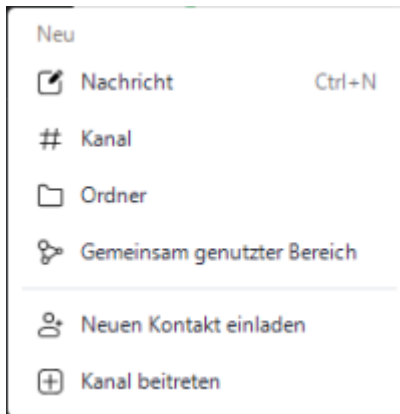 Neu
Nachricht Ctrl+N
# Kanal
Ordner
Gemeinsam genutzter Bereich
Neuen Kontakt einladen
Kanal beitreten